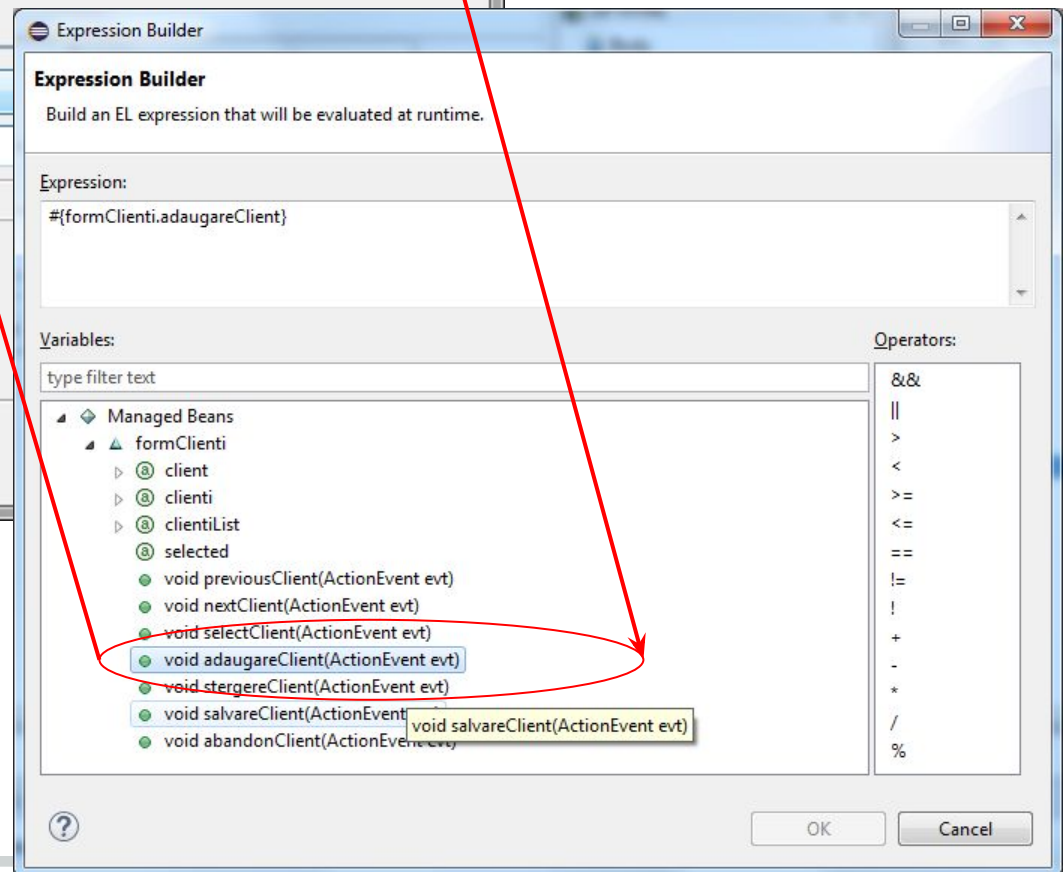 Expression Builder
Expression Builder
Build an EL expression that will be evaluated at runtime.
Expression:
#{formClienti.adaugareClient}
Variables:
type filter text
Managed Beans
formClienti
client
clienti
clientiList
selected
void previousClient(ActionEvent evt)
void nextClient(ActionEvent evt)
void selectClient(ActionEvent evt)
void adaugareClient(ActionEvent evt)
void stergereClient(ActionEvent evt)
void salvareClient(ActionEvent
void salvareClient(ActionEvent evt)
void abandonClient(ActionEvent evt)
Operators:
&&
||
>
<
>=
<=
==
!=
!
+
-
*
/
%
OK
Cancel